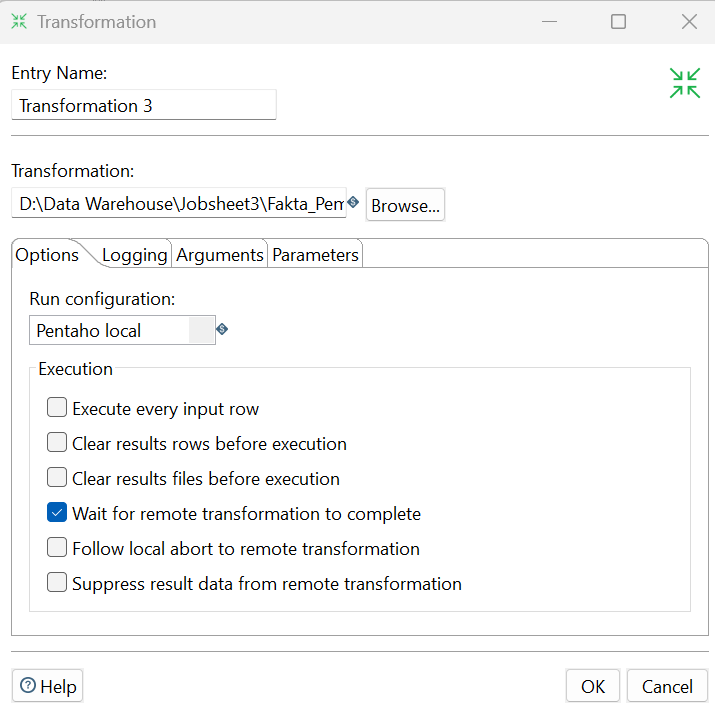 Transformation
Entry Name:
Transformation 3
Transformation:
D:\Data Warehouse\Jobsheet3\Fakta_Pem
Browse...
Options Logging Arguments Parameters
Run configuration:
Pentaho local
Execution
Execute every input row
Clear results rows before execution
Clear results files before execution
Wait for remote transformation to complete
Follow local abort to remote transformation
Suppress result data from remote transformation
Help OK Cancel